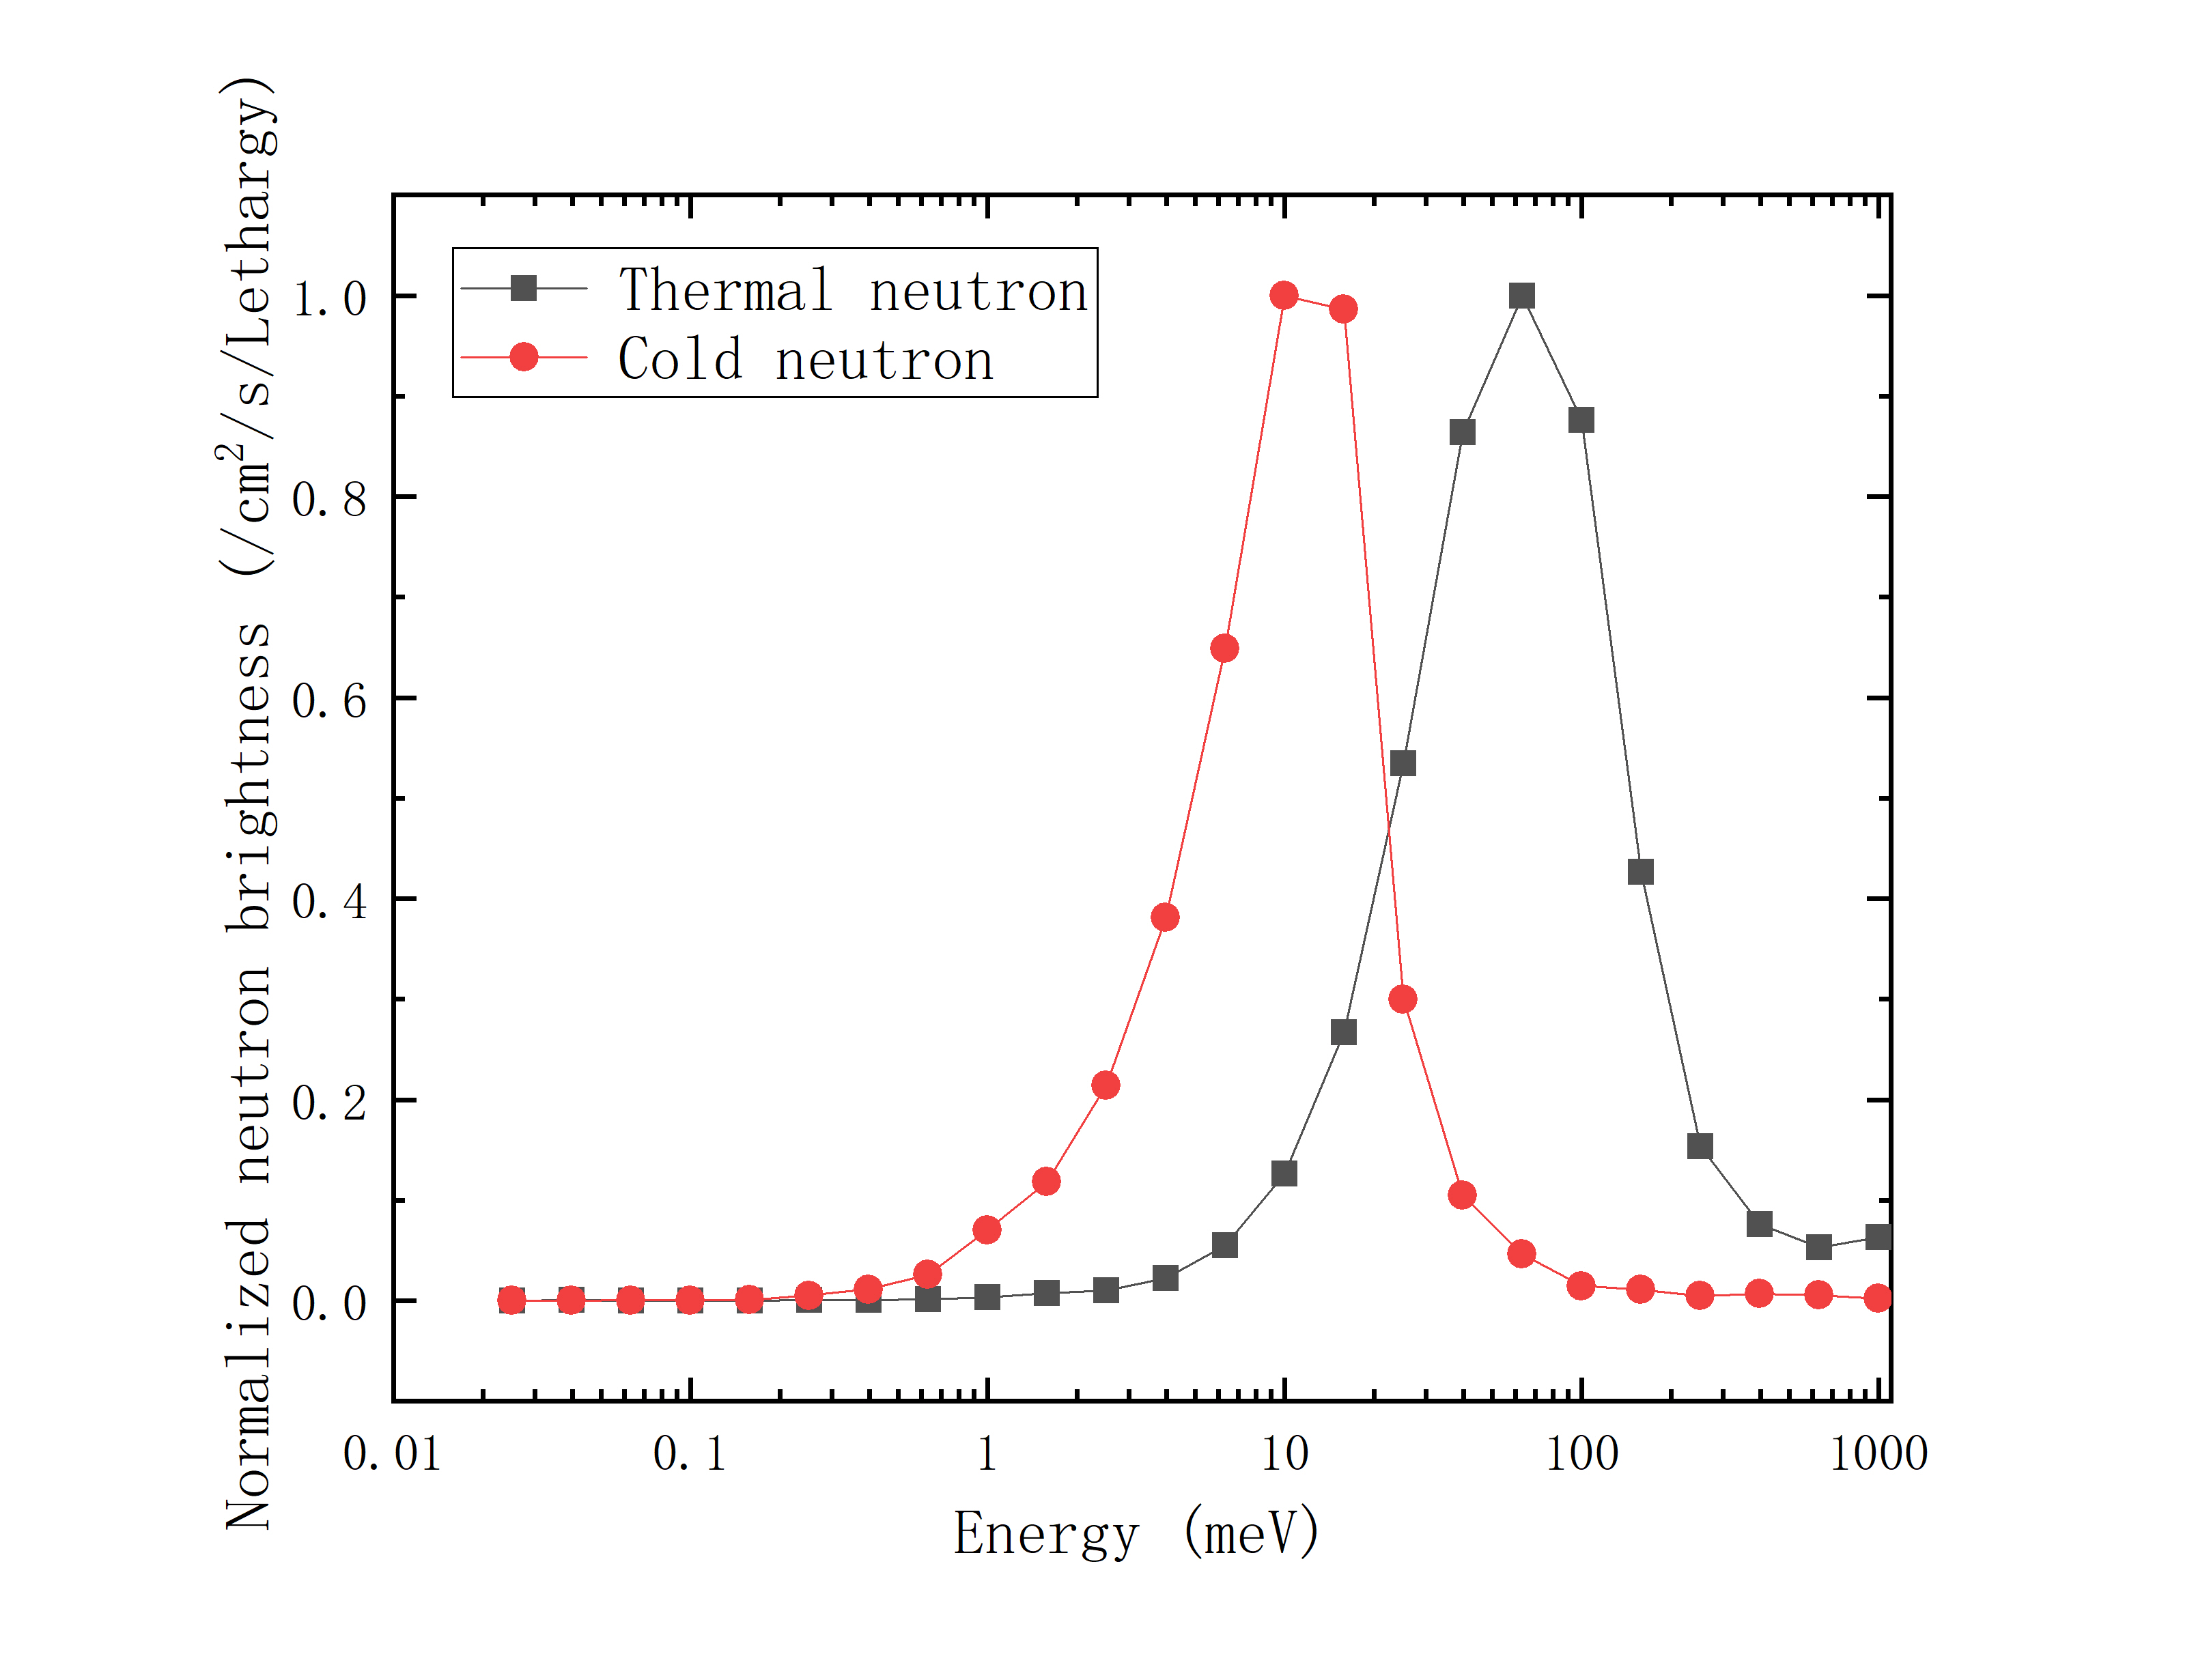 Normalized neutron brightness (/cm²/s/Lethargy)
Thermal neutron
Cold neutron
1.0
0.8
0.6
0.4
0.2
0.0
0.01 0.1 1 10 100 1000
Energy (meV)